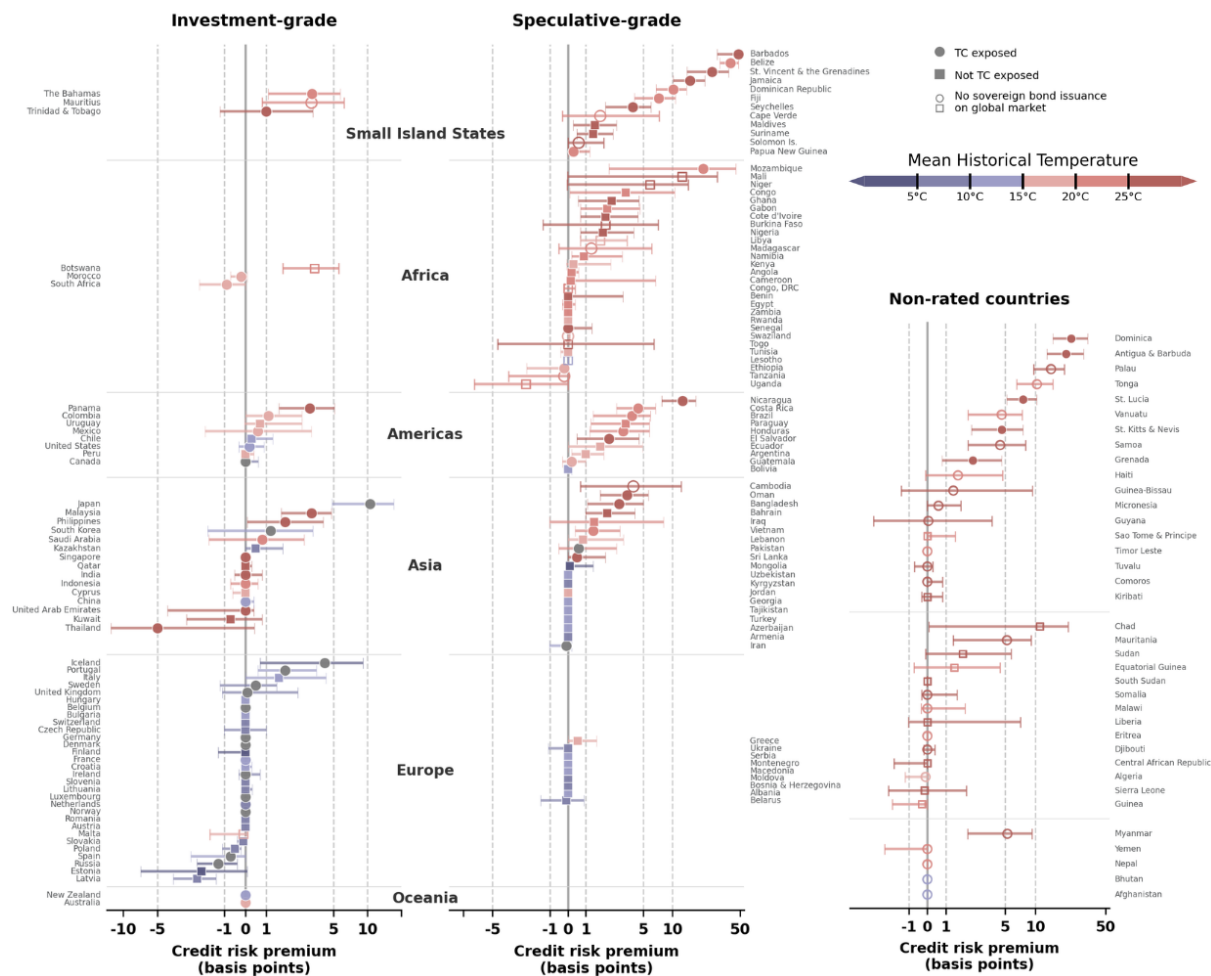 Investment-grade
Speculative-grade
The Bahamas
Mauritius
Trinidad & Tobago
Small Island States
Barbados
Belize
St. Vincent & the Grenadines
Jamaica
Dominican Republic
Fiji
Seychelles
Cape Verde
Maldives
Suriname
Solomon Is.
Papua New Guinea
TC exposed
Not TC exposed
No sovereign bond issuance
on global market
Mean Historical Temperature
5°C
10°C
15°C
20°C
25°C
Botswana
Morocco
South Africa
Africa
Mozambique
Mali
Niger
Congo
Ghana
Gabon
Cote d'Ivoire
Burkina Faso
Nigeria
Libya
Madagascar
Namibia
Kenya
Angola
Cameroon
Congo, DRC
Benin
Egypt
Zambia
Rwanda
Senegal
Swaziland
Togo
Tunisia
Lesotho
Ethiopia
Tanzania
Uganda
Panama
Colombia
Uruguay
Mexico
Chile
United States
Peru
Canada
Americas
Nicaragua
Costa Rica
Brazil
Paraguay
Honduras
El Salvador
Ecuador
Argentina
Guatemala
Bolivia
Japan
Malaysia
Philippines
South Korea
Saudi Arabia
Kazakhstan
Singapore
Qatar
India
Indonesia
Cyprus
China
United Arab Emirates
Kuwait
Thailand
Asia
Cambodia
Oman
Bangladesh
Bahrain
Iraq
Vietnam
Lebanon
Pakistan
Sri Lanka
Mongolia
Uzbekistan
Kyrgyzstan
Jordan
Georgia
Tajikistan
Turkey
Azerbaijan
Armenia
Iran
Iceland
Portugal
Italy
Sweden
United Kingdom
Hungary
Belgium
Bulgaria
Switzerland
Czech Republic
Germany
Denmark
Finland
France
Croatia
Ireland
Slovenia
Lithuania
Luxembourg
Netherlands
Norway
Romania
Austria
Malta
Slovakia
Poland
Spain
Russia
Estonia
Latvia
Europe
Greece
Ukraine
Serbia
Montenegro
Macedonia
Moldova
Bosnia & Herzegovina
Albania
Belarus
New Zealand
Australia
Oceania
-10 -5 -1 0 1 5 10
Credit risk premium
(basis points)
-5 -1 0 1 5 10 50
Credit risk premium
(basis points)
Non-rated countries
Dominica
Antigua & Barbuda
Palau
Tonga
St. Lucia
Vanuatu
St. Kitts & Nevis
Samoa
Grenada
Haiti
Guinea-Bissau
Micronesia
Guyana
Sao Tome & Principe
Timor Leste
Tuvalu
Comoros
Kiribati
Chad
Mauritania
Sudan
Equatorial Guinea
South Sudan
Somalia
Malawi
Liberia
Eritrea
Djibouti
Central African Republic
Algeria
Sierra Leone
Guinea
Myanmar
Yemen
Nepal
Bhutan
Afghanistan
-1 0 1 5 10 50
Credit risk premium
(basis points)